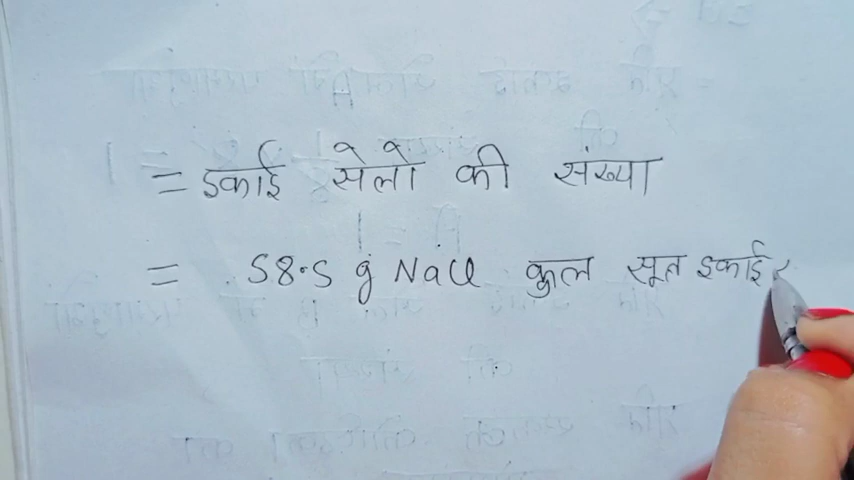 = इकाई सेलो की संख्या
= 58.5 g NaCl कुल सूत इकाई